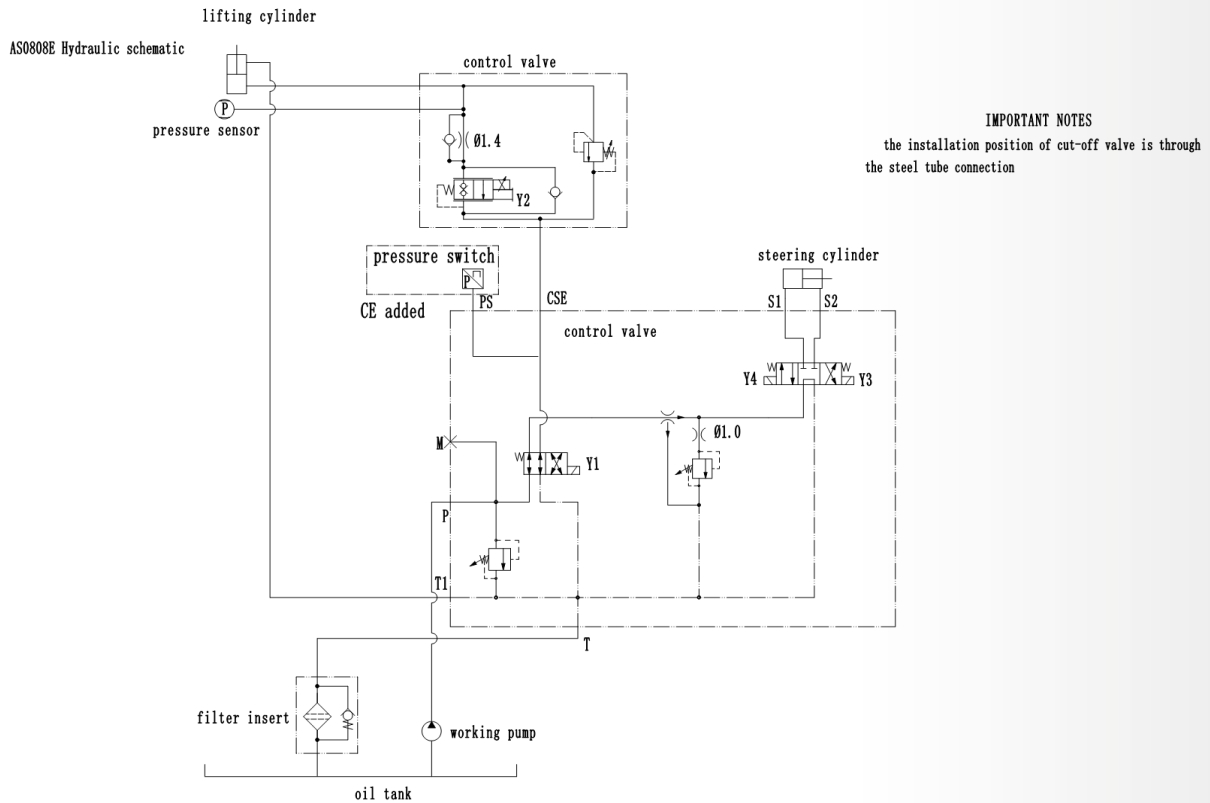 lifting cylinder
AS0808E Hydraulic schematic
control valve
P
pressure sensor
Ø1.4
Y2
IMPORTANT NOTES
the installation position of cut-off valve is through
the steel tube connection
pressure switch
P
PS
CSE
CE added
steering cylinder
S1
S2
control valve
Y4
Y3
Ø1.0
M
Y1
P
T1
T
filter insert
working pump
oil tank